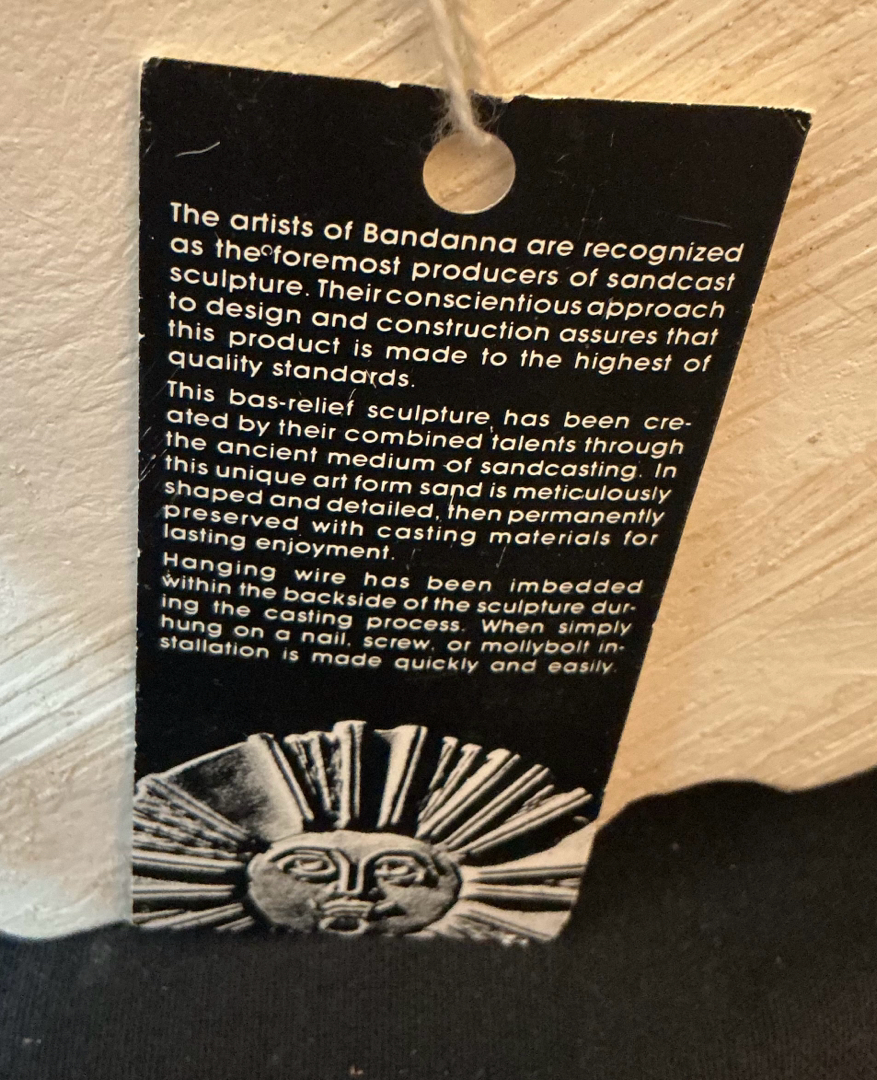 The artists of Bandanna are recognized
as the foremost producers of sandcast
sculpture. Their conscientious approach
to design and construction assures that
this product is made to the highest of
quality standards.
This bas-relief sculpture has been cre-
ated by their combined talents through
the ancient medium of sandcasting. In
this unique art form sand is meticulously
shaped and detailed, then permanently
preserved with casting materials for
lasting enjoyment.
Hanging wire has been imbedded
within the backside of the sculpture dur-
ing the casting process. When simply
hung on a nail, screw, or mollybolt in-
stallation is made quickly and easily.